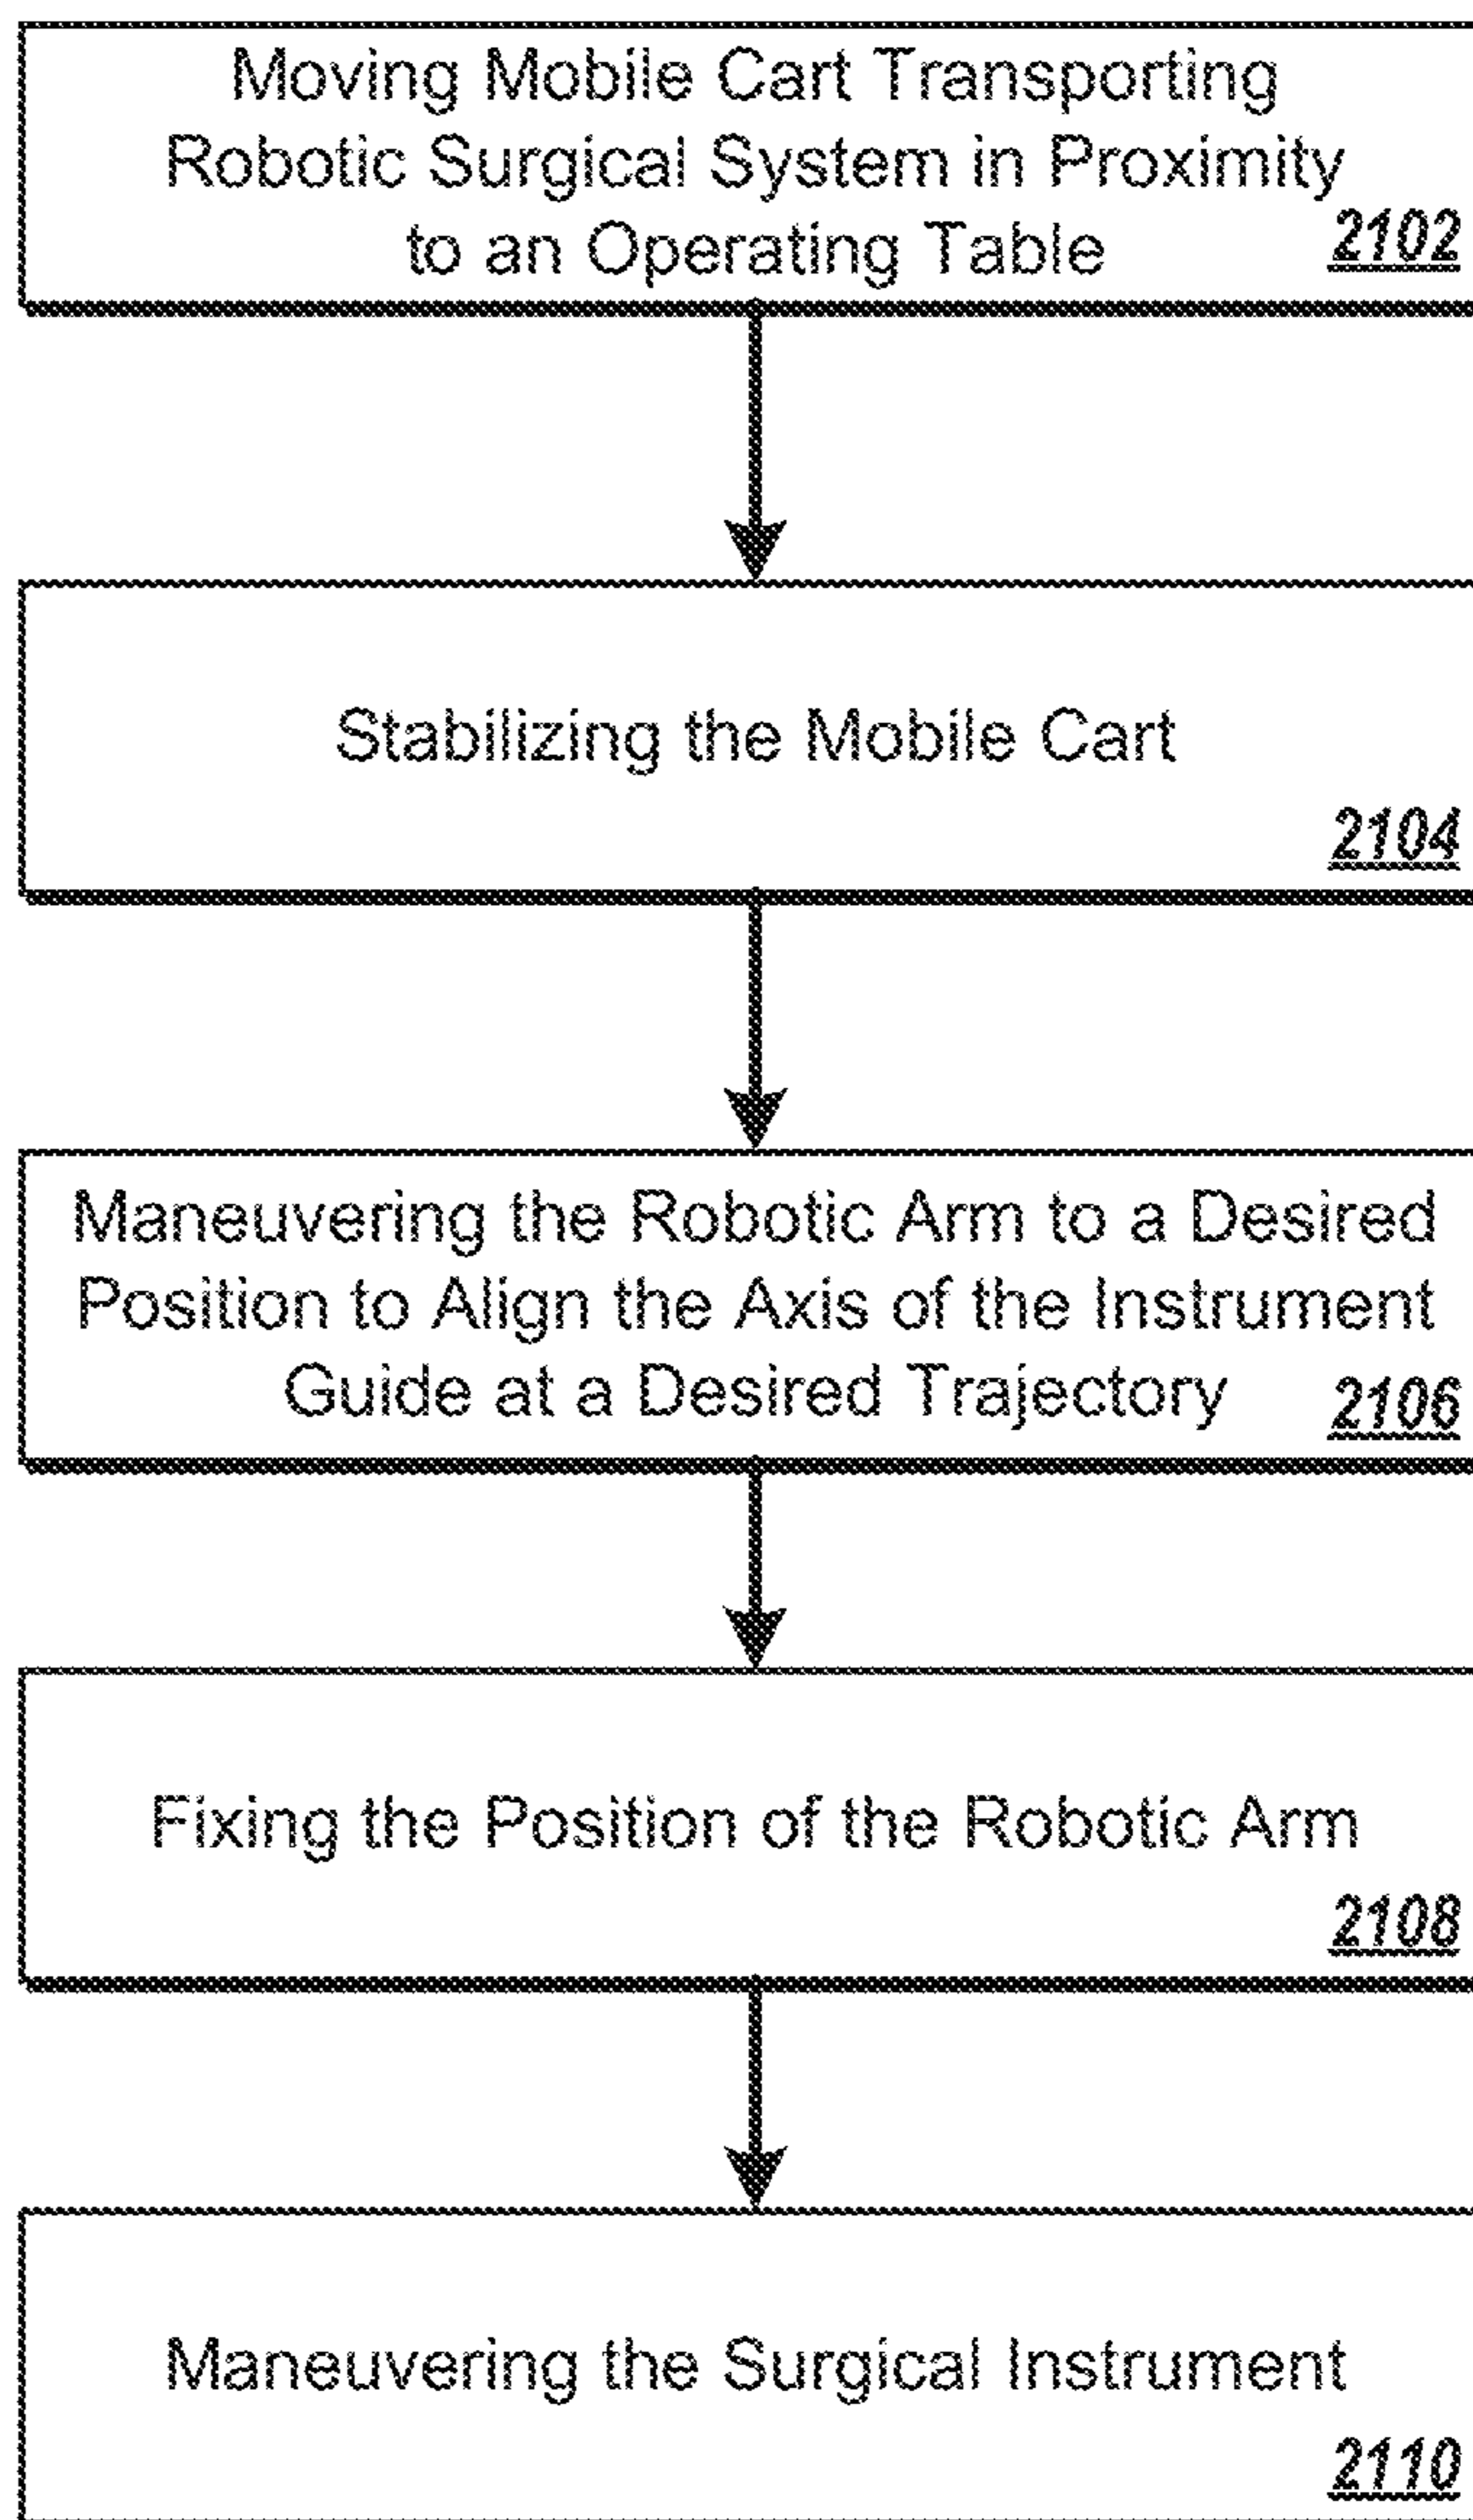 Moving Mobile Cart Transporting
Robotic Surgical System in Proximity
to an Operating Table
2102
Stabilizing the Mobile Cart
2104
Maneuvering the Robotic Arm to a Desired
Position to Align the Axis of the Instrument
Guide at a Desired Trajectory
2106
Fixing the Position of the Robotic Arm
2108
Maneuvering the Surgical Instrument
2110